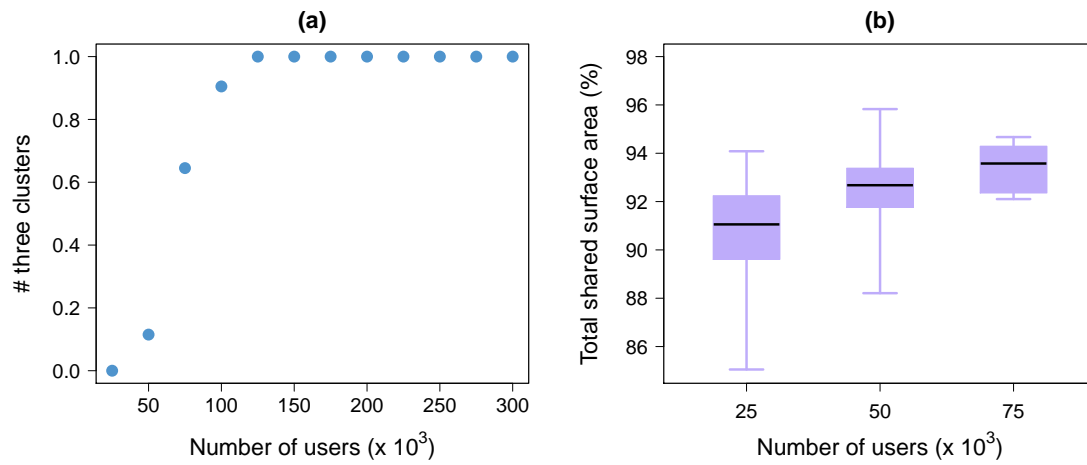 (a)
# three clusters
1.0
0.8
0.6
0.4
0.2
0.0
50 100 150 200 250 300
Number of users (x 10³)
(b)
Total shared surface area (%)
98
96
94
92
90
88
86
25 50 75
Number of users (x 10³)